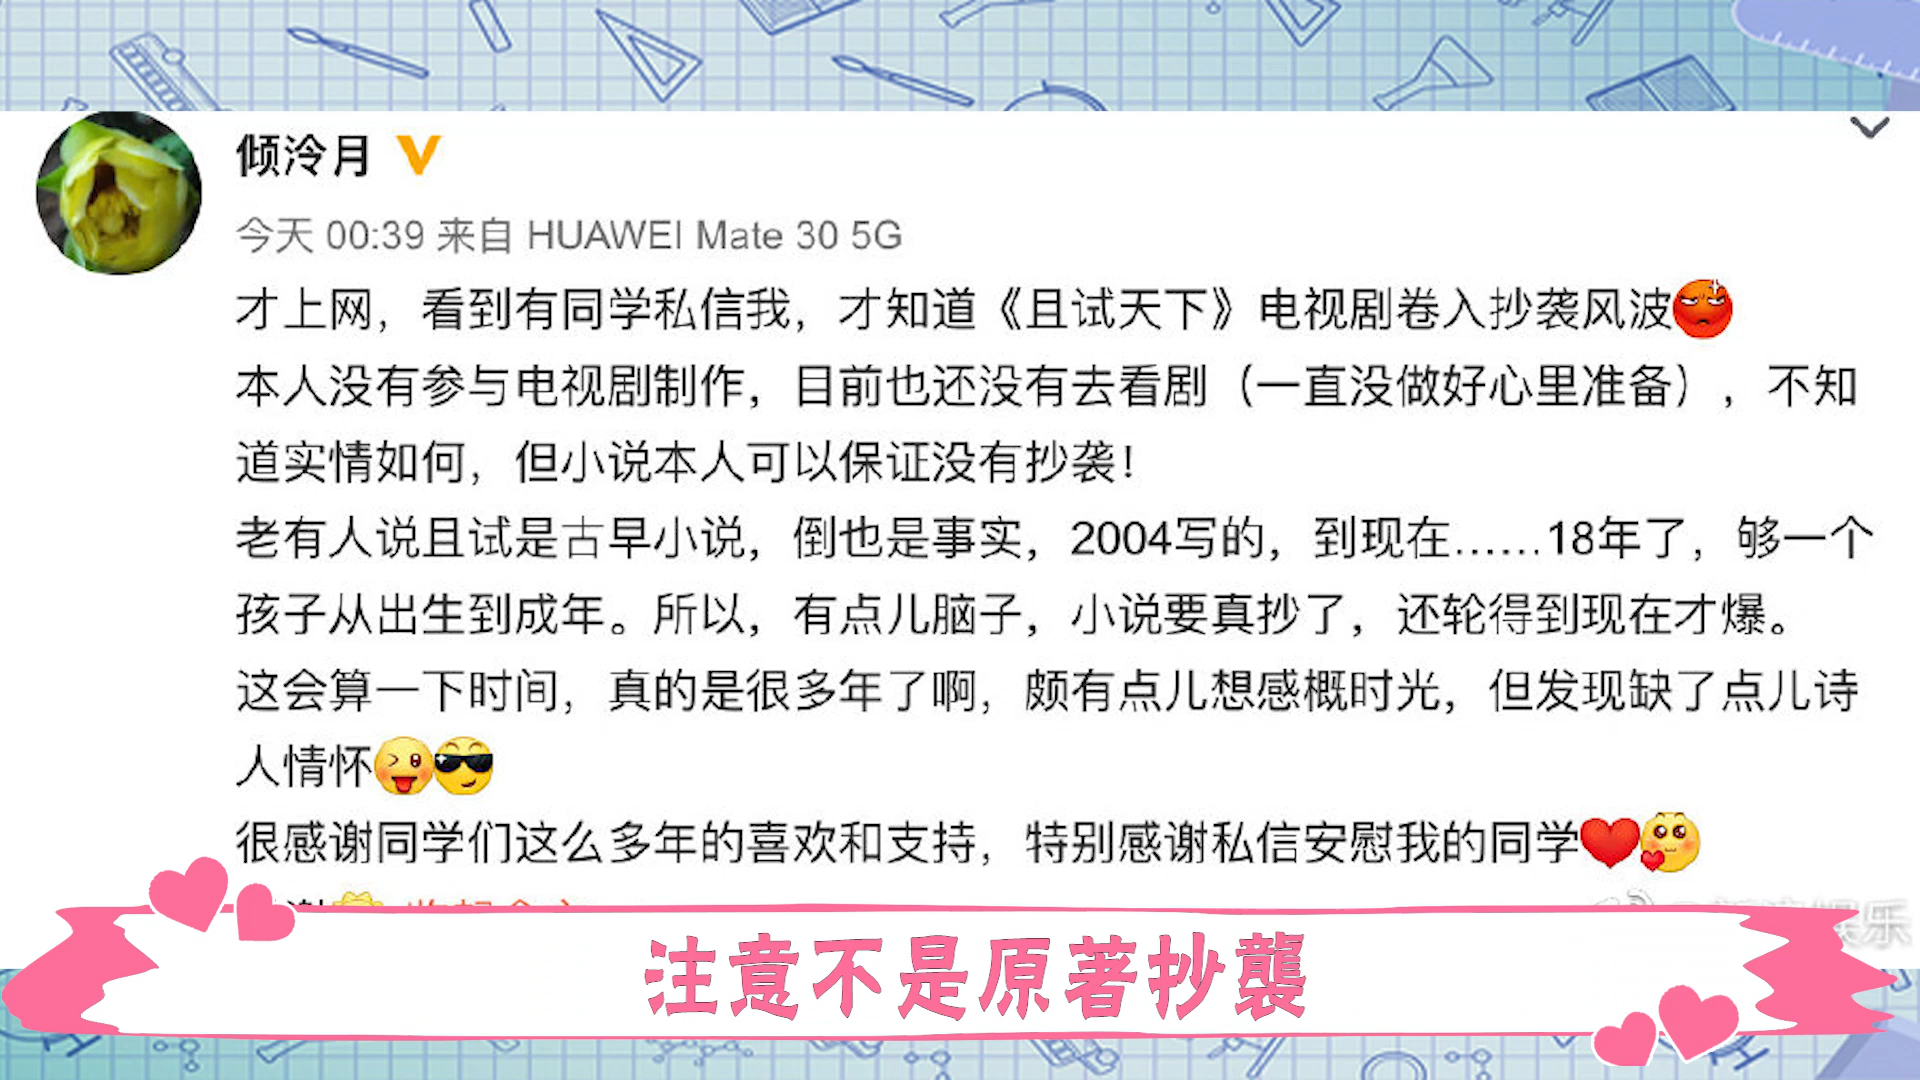 倾泠月
今天 00:39 来自 HUAWEI Mate 30 5G
才上网，看到有同学私信我，才知道《且试天下》电视剧卷入抄袭风波
本人没有参与电视剧制作，目前也还没有去看剧（一直没做好心里准备），不知
道实情如何，但小说本人可以保证没有抄袭！
老有人说且试是古早小说，倒也是事实，2004写的，到现在……18年了，够一个
孩子从出生到成年。所以，有点儿脑子，小说要真抄了，还轮得到现在才爆。
这会算一下时间，真的是很多年了啊，颇有点儿想感概时光，但发现缺了点儿诗
人情怀
很感谢同学们这么多年的喜欢和支持，特别感谢私信安慰我的同学
娱乐
注意不是原著抄襲